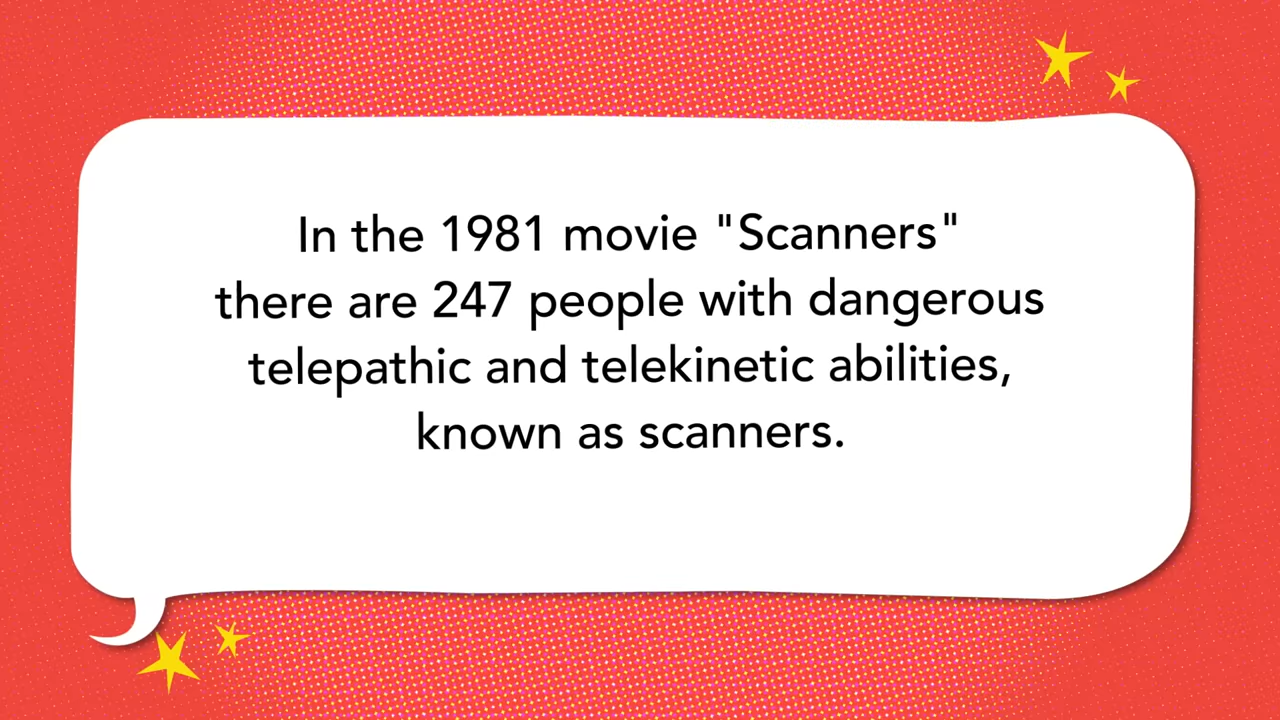 In the 1981 movie "Scanners"
there are 247 people with dangerous
telepathic and telekinetic abilities,
known as scanners.